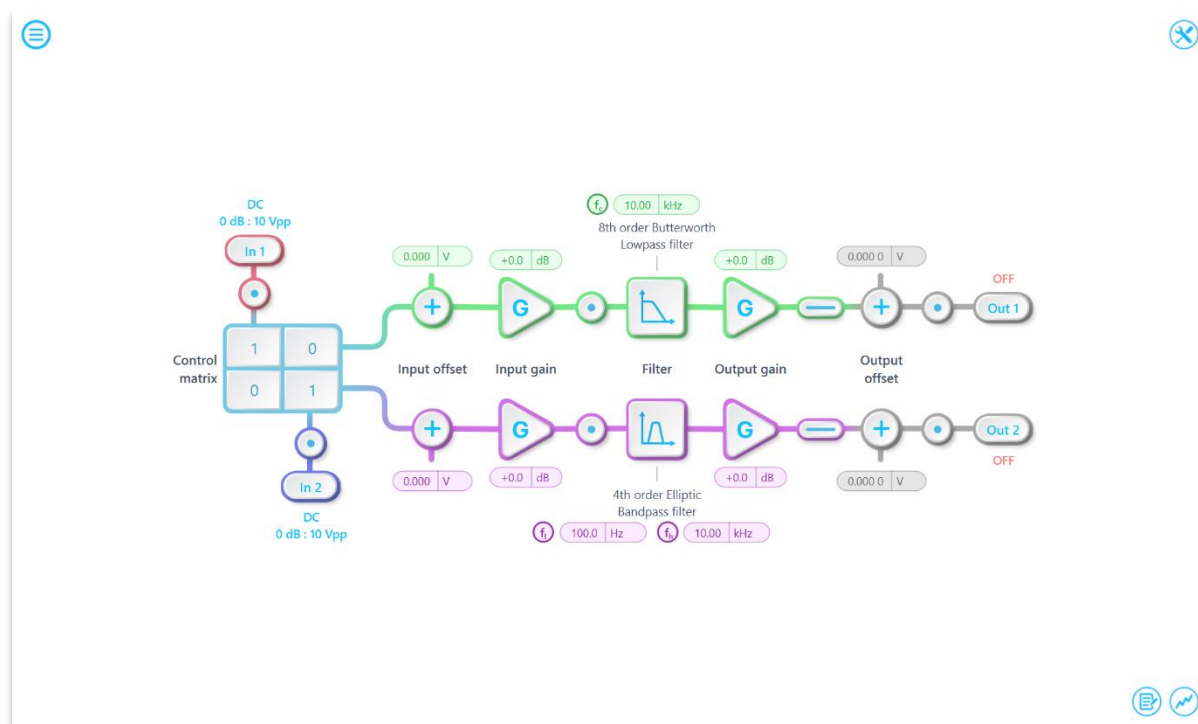 DC
0 dB : 10 Vpp
In 1
fc 10.00 kHz
8th order Butterworth
Lowpass filter
0.000 V
+0.0 dB
+0.0 dB
0.000 0 V
OFF
G
G
Out 1
1 0
0 1
Control
matrix
Input offset
Input gain
Filter
Output gain
Output
offset
G
G
Out 2
OFF
In 2
DC
0 dB : 10 Vpp
0.000 V
+0.0 dB
+0.0 dB
0.000 0 V
4th order Elliptic
Bandpass filter
fl 100.0 Hz
fh 10.00 kHz